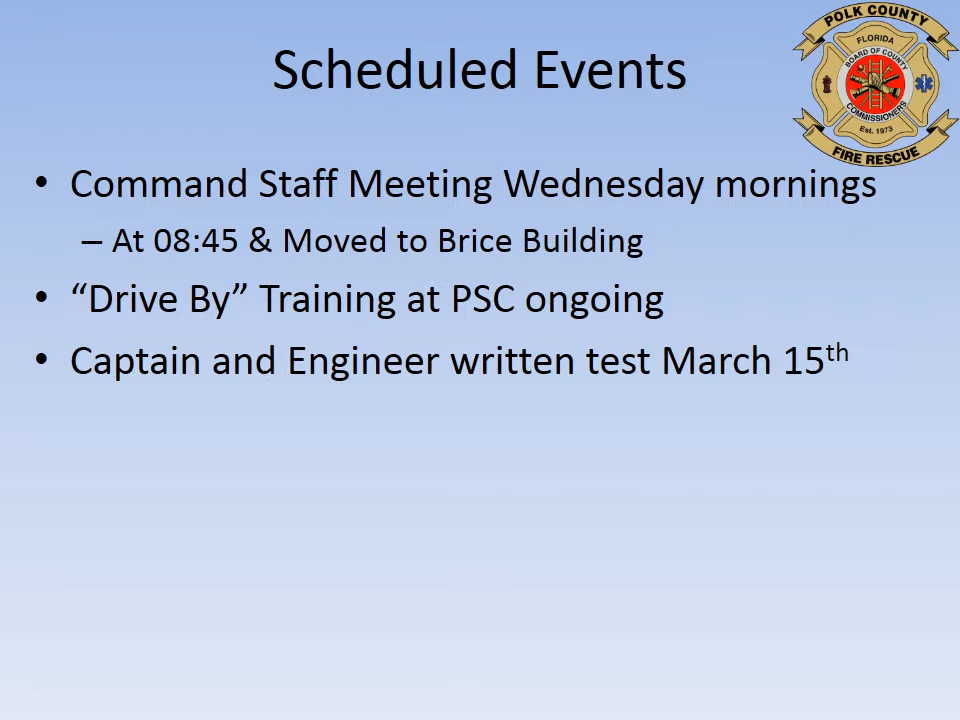 Scheduled Events
POLK COUNTY
FLORIDA
BOARD OF COUNTY
COMMISSIONERS
Est. 1973
FIRE RESCUE
• Command Staff Meeting Wednesday mornings
– At 08:45 & Moved to Brice Building
• “Drive By” Training at PSC ongoing
• Captain and Engineer written test March 15th